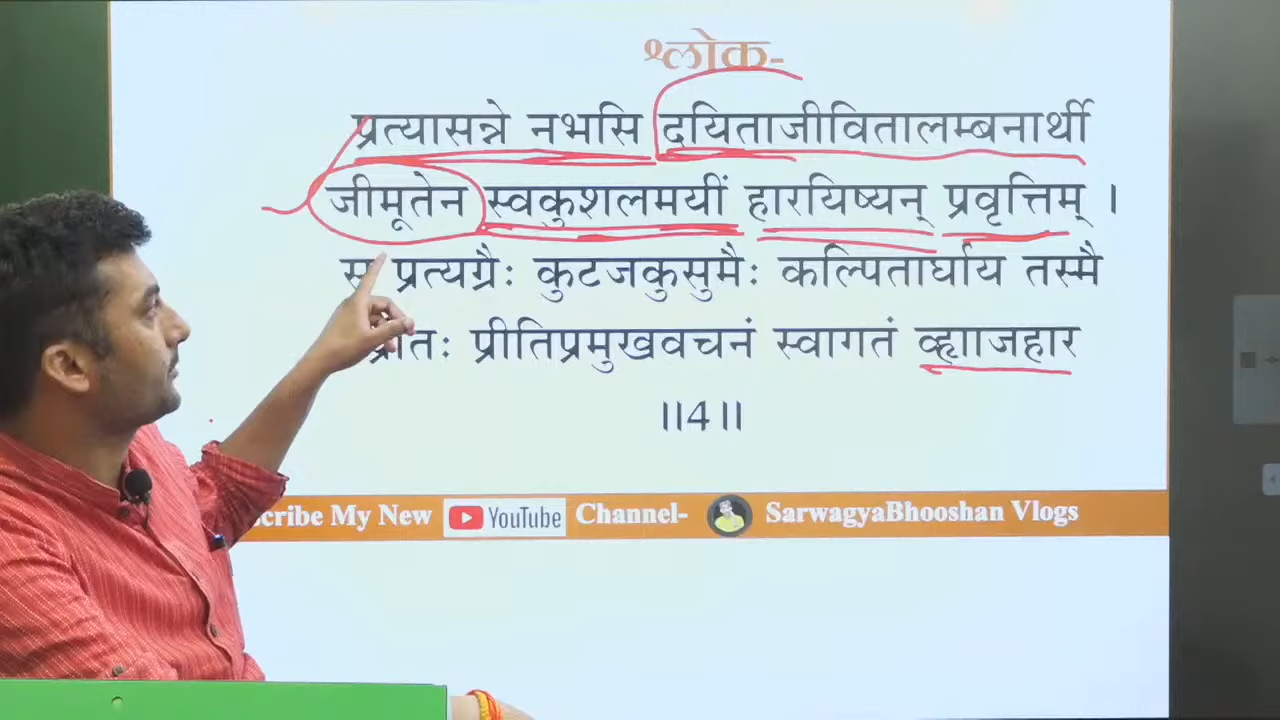 श्लोक-
प्रत्यासन्ने नभसि दयिताजीवितालम्बनार्थी
जीमूतेन स्वकुशलमयीं हारयिष्यन् प्रवृत्तिम् ।
स प्रत्यग्रैः कुटजकुसुमैः कल्पितार्घाय तस्मै
प्रीतः प्रीतिप्रमुखवचनं स्वागतं व्हााजहार
॥4॥
cribe My New YouTube Channel- SarwagyaBhooshan Vlogs